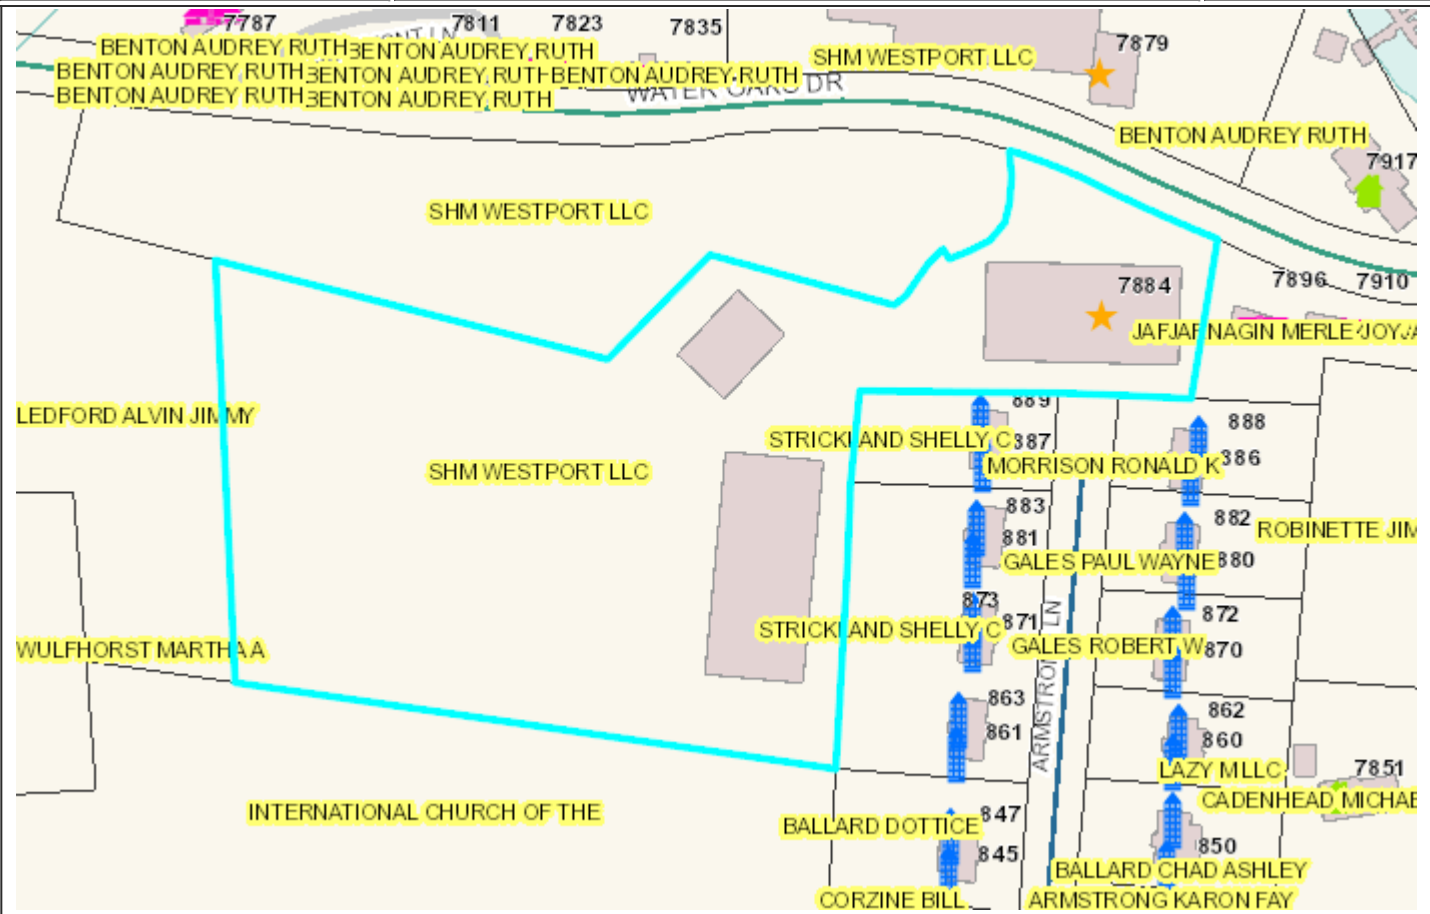 7787
7811
7823
7835
7879
BENTON AUDREY RUTH
BENTON AUDREY RUTH
SHM WESTPORT LLC
BENTON AUDREY RUTH
BENTON AUDREY RUTH
BENTON AUDREY RUTH
BENTON AUDREY RUTH
BENTON AUDREY RUTH
WATER OAKS DR
BENTON AUDREY RUTH
7917
SHM WESTPORT LLC
7884
7896
7910
JARNAGIN MERLE JOY
889
LEDFORD ALVIN JIMMY
STRICKLAND SHELLY C
887
888
MORRISON RONALD K
886
SHM WESTPORT LLC
883
882
ROBINETTE JIM
881
GALES PAUL WAYNE
880
873
872
STRICKLAND SHELLY C
871
GALES ROBERT W
870
WULFHORST MARTHA A
ARMSTRONG LN
863
862
861
860
LAZY M LLC
7851
CADENHEAD MICHAE
INTERNATIONAL CHURCH OF THE
847
BALLARD DOTTICE
845
850
BALLARD CHAD ASHLEY
CORZINE BILL
ARMSTRONG KARON FAY